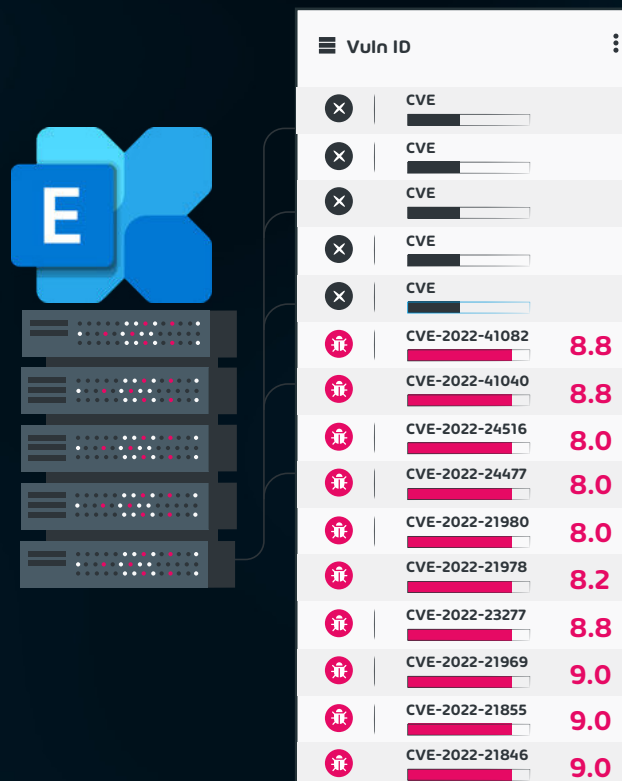 Vuln ID
E
CVE
CVE
CVE
CVE
CVE
CVE-2022-41082 8.8
CVE-2022-41040 8.8
CVE-2022-24516 8.0
CVE-2022-24477 8.0
CVE-2022-21980 8.0
CVE-2022-21978 8.2
CVE-2022-23277 8.8
CVE-2022-21969 9.0
CVE-2022-21855 9.0
CVE-2022-21846 9.0